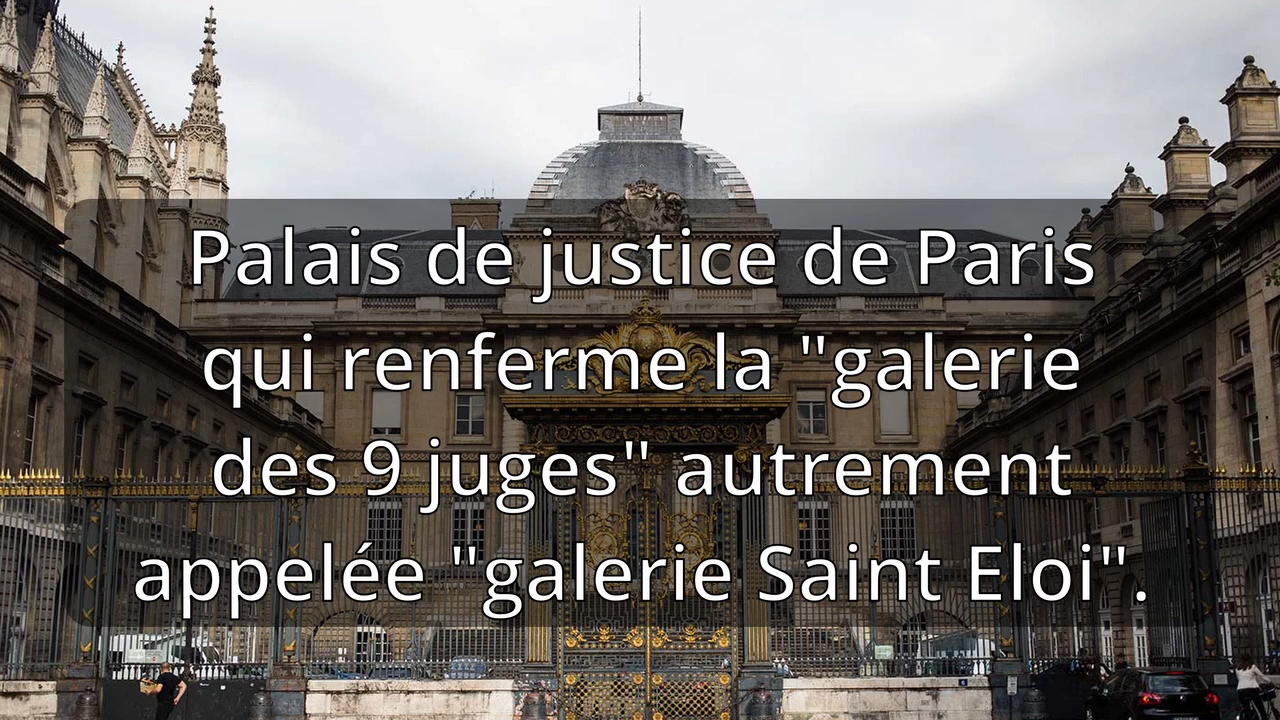 Palais de justice de Paris
qui renferme la "galerie
des 9 juges" autrement
appelée "galerie Saint Eloi".